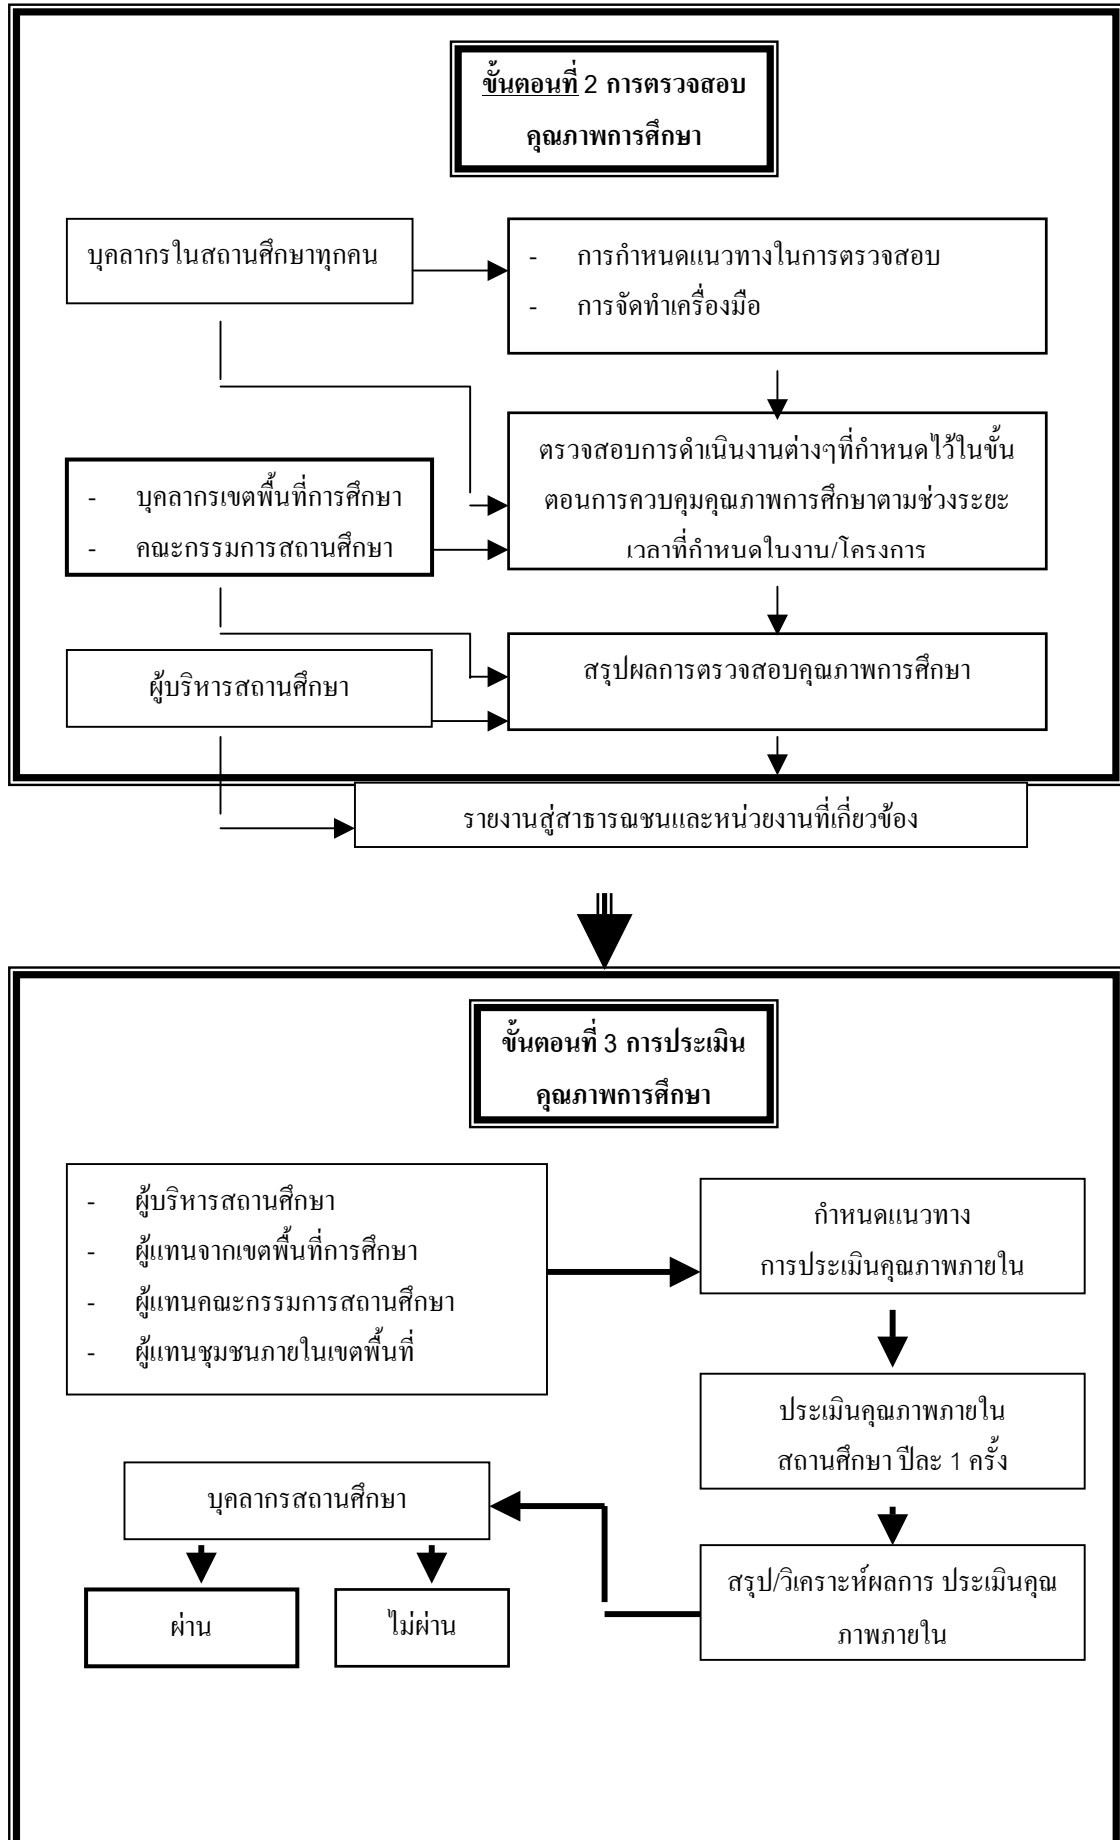 ขั้นตอนที่ 2 การตรวจสอบ
คุณภาพการศึกษา
บุคลากรในสถานศึกษาทุกคน
- การกำหนดแนวทางในการตรวจสอบ
- การจัดทำเครื่องมือ
ตรวจสอบการดำเนินงานต่างๆที่กำหนดไว้ในขั้น
ตอนการควบคุมคุณภาพการศึกษาตามช่วงระยะ
เวลาที่กำหนดในงาน/โครงการ
- บุคลากรเขตพื้นที่การศึกษา
- คณะกรรมการสถานศึกษา
สรุปผลการตรวจสอบคุณภาพการศึกษา
ผู้บริหารสถานศึกษา
รายงานสู่สาธารณชนและหน่วยงานที่เกี่ยวข้อง
ขั้นตอนที่ 3 การประเมิน
คุณภาพการศึกษา
- ผู้บริหารสถานศึกษา
- ผู้แทนจากเขตพื้นที่การศึกษา
- ผู้แทนคณะกรรมการสถานศึกษา
- ผู้แทนชุมชนภายในเขตพื้นที่
กำหนดแนวทาง
การประเมินคุณภาพภายใน
ประเมินคุณภาพภายใน
สถานศึกษา ปีละ 1 ครั้ง
บุคลากรสถานศึกษา
สรุป/วิเคราะห์ผลการ ประเมินคุณ
ภาพภายใน
ผ่าน
ไม่ผ่าน